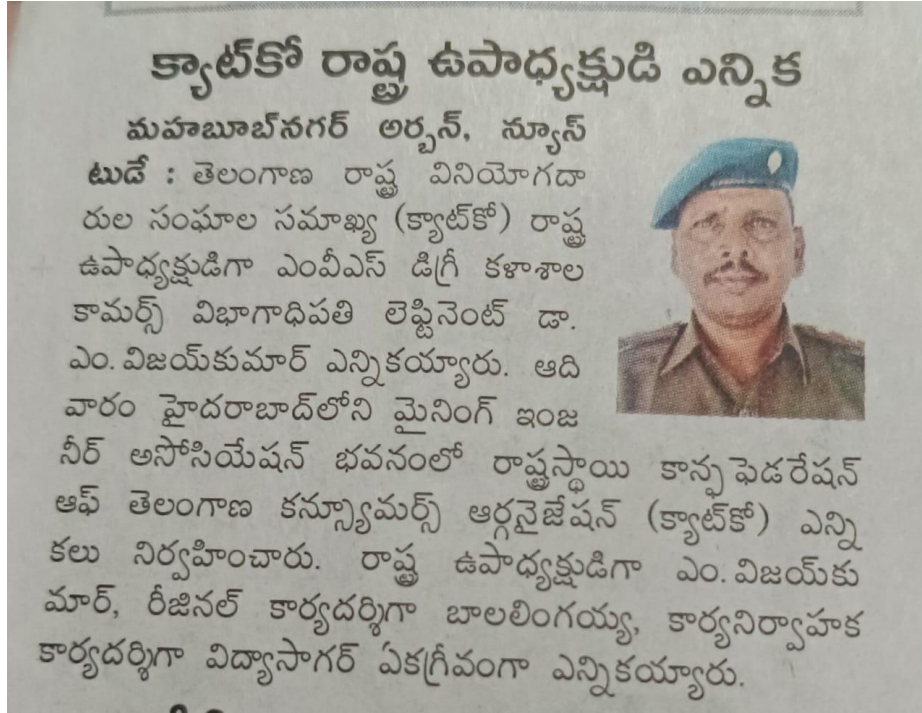 క్యాట్‌కో రాష్ట్ర ఉపాధ్యక్షుడి ఎన్నిక
మహబూబ్‌నగర్ అర్బన్, న్యూస్
టుడే : తెలంగాణ రాష్ట్ర వినియోగదా
రుల సంఘాల సమాఖ్య (క్యాట్‌కో) రాష్ట్ర
ఉపాధ్యక్షుడిగా ఎంవీఎస్ డిగ్రీ కళాశాల
కామర్స్ విభాగాధిపతి లెఫ్టినెంట్ డా.
ఎం. విజయ్‌కుమార్ ఎన్నికయ్యారు. ఆది
వారం హైదరాబాద్‌లోని మైనింగ్ ఇంజ
నీర్ అసోసియేషన్ భవనంలో రాష్ట్రస్థాయి కాన్ఫెడరేషన్
ఆఫ్ తెలంగాణ కన్స్యూమర్స్ ఆర్గనైజేషన్ (క్యాట్‌కో) ఎన్ని
కలు నిర్వహించారు. రాష్ట్ర ఉపాధ్యక్షుడిగా ఎం. విజయ్‌కు
మార్, రీజినల్ కార్యదర్శిగా బాలలింగయ్య, కార్యనిర్వాహక
కార్యదర్శిగా విద్యాసాగర్ ఏకగ్రీవంగా ఎన్నికయ్యారు.